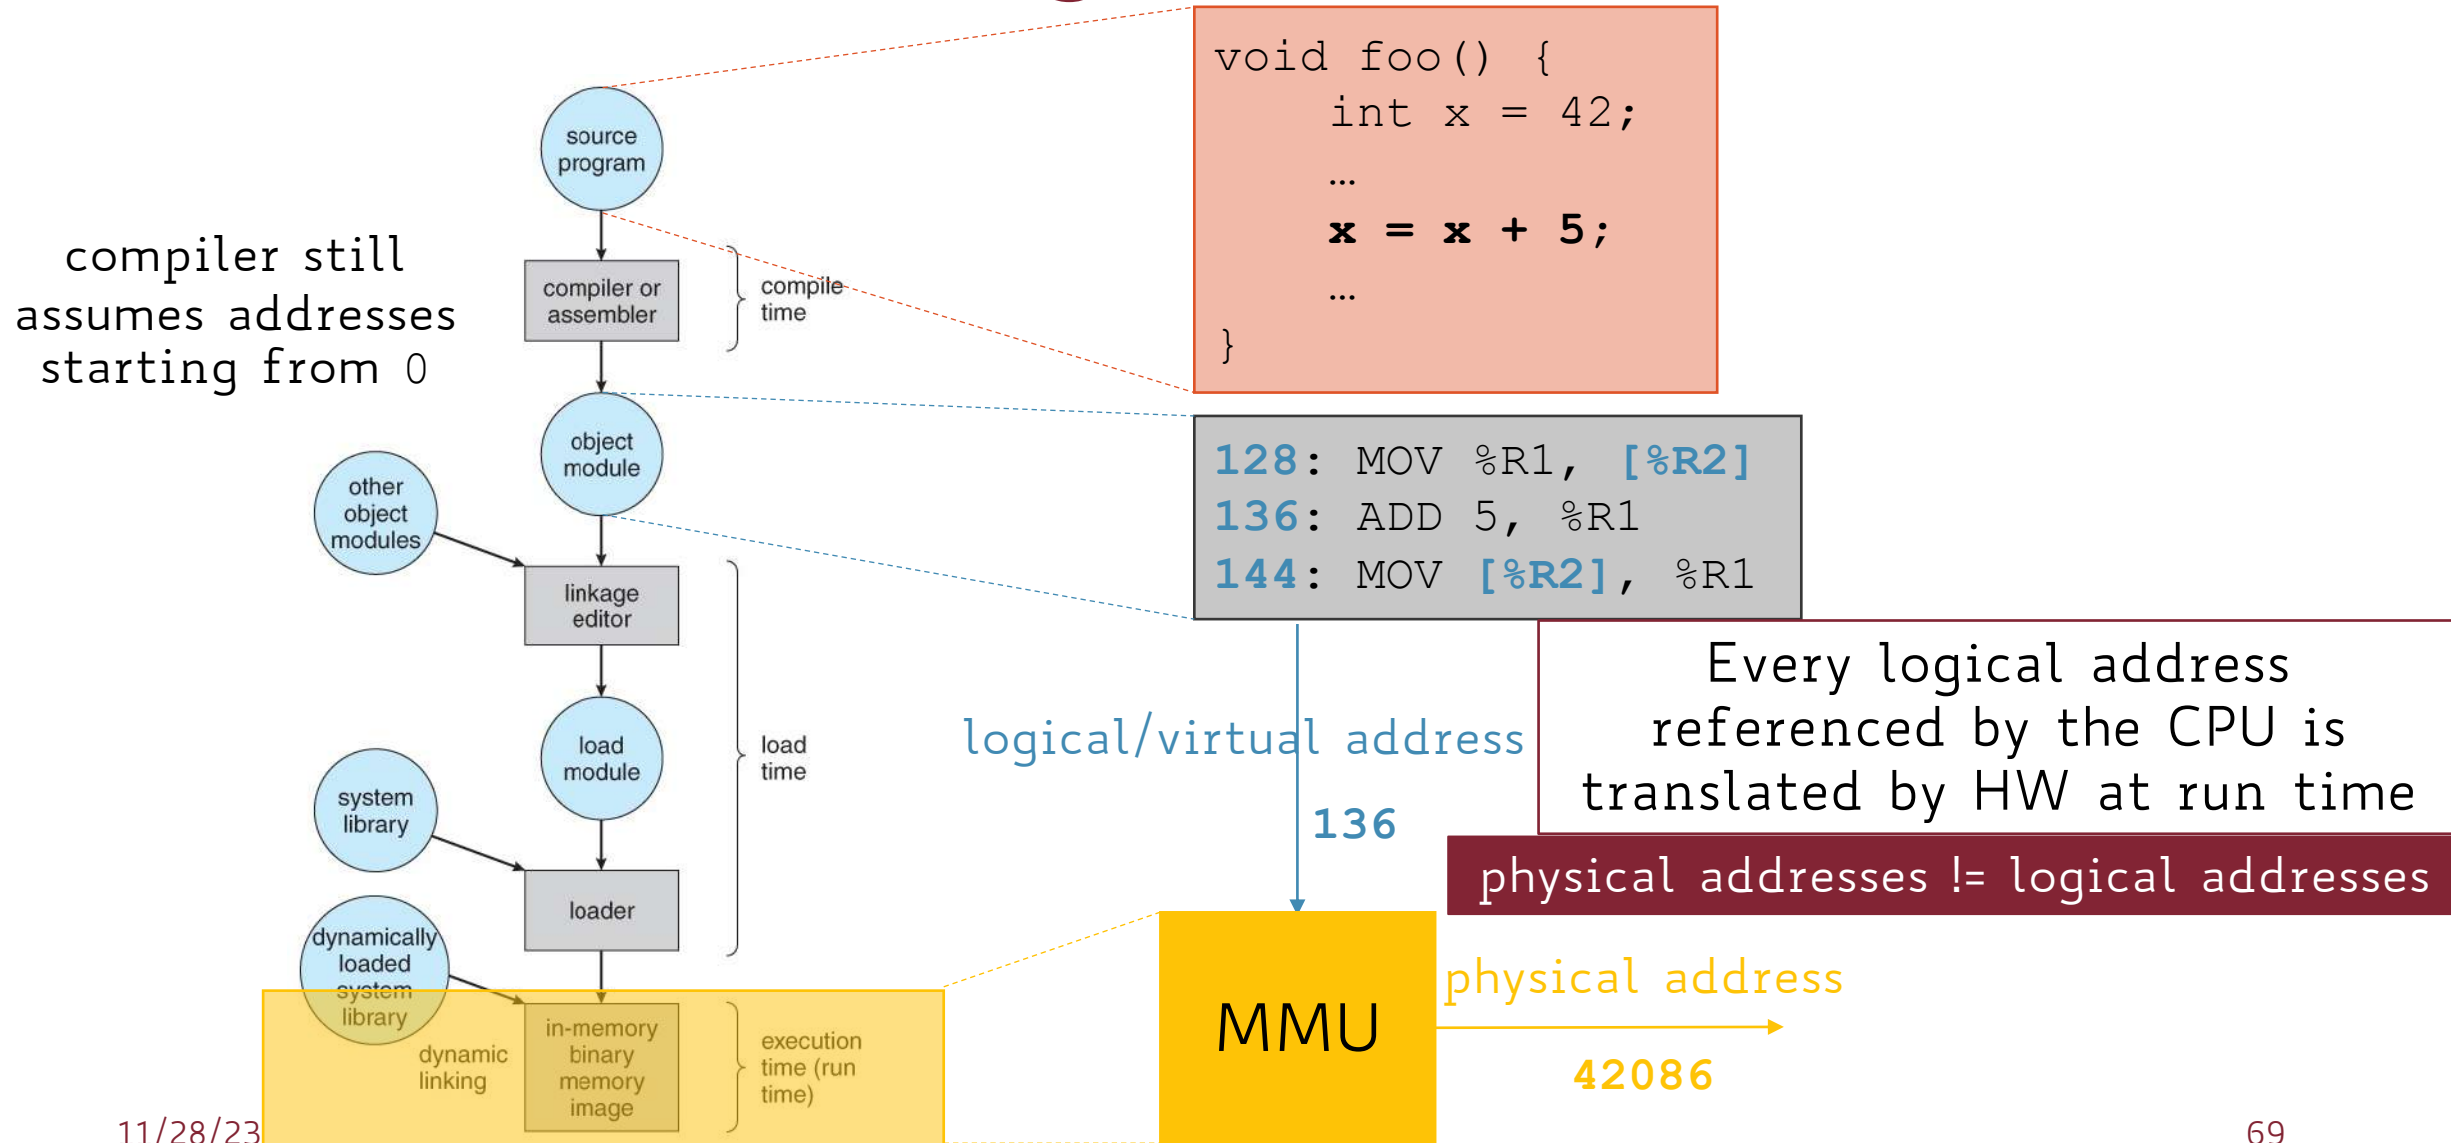 void foo() {
int x = 42;
…
x = x + 5;
…
}
source
program
compiler still
assumes addresses
starting from 0
compiler or
assembler
compile
time
object
module
128: MOV %R1, [%R2]
136: ADD 5, %R1
144: MOV [%R2], %R1
other
object
modules
linkage
editor
Every logical address
referenced by the CPU is
translated by HW at run time
logical/virtual address
136
load
module
load
time
system
library
physical addresses != logical addresses
loader
dynamically
loaded
system
library
physical address
MMU
42086
in-memory
binary
memory
image
dynamic
linking
execution
time (run
time)
11/28/23
69